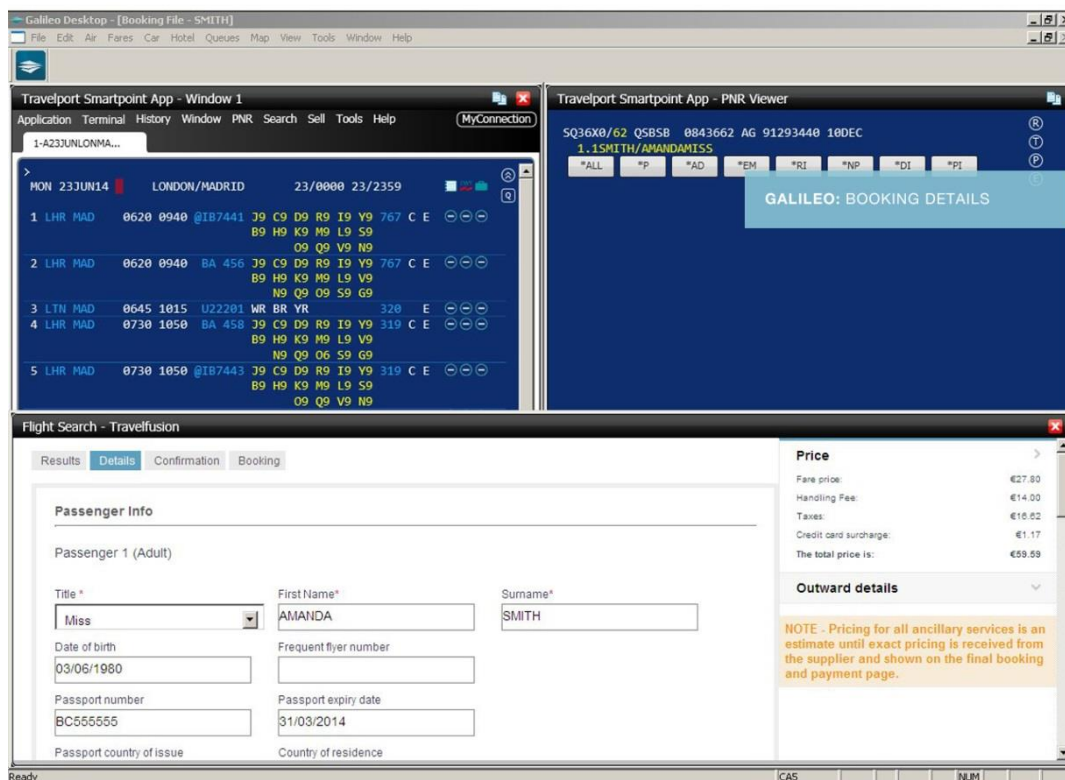 Galileo Desktop - [Booking File - SMITH]
File Edit Air Fares Car Hotel Queues Map View Tools Window Help
Travelport Smartpoint App - Window 1
Application Terminal History Window PNR Search Sell Tools Help MyConnection
1-A23JUNLONMA...
>
MON 23JUN14 LONDON/MADRID 23/0000 23/2359
Q
1 LHR MAD 0620 0940 @IB7441 J9 C9 D9 R9 I9 Y9 767 C E
B9 H9 K9 M9 L9 S9
O9 Q9 V9 N9
2 LHR MAD 0620 0940 BA 456 J9 C9 D9 R9 I9 Y9 767 C E
B9 H9 K9 M9 L9 V9
N9 Q9 O9 S9 G9
3 LTN MAD 0645 1015 U22201 WR BR YR 320 E
4 LHR MAD 0730 1050 BA 458 J9 C9 D9 R9 I9 Y9 319 C E
B9 H9 K9 M9 L9 V9
N9 Q9 O6 S9 G9
5 LHR MAD 0730 1050 @IB7443 J9 C9 D9 R9 I9 Y9 319 C E
B9 H9 K9 M9 L9 S9
O9 Q9 V9 N9
Travelport Smartpoint App - PNR Viewer
SQ36X0/62 QSBSB 0843662 AG 91293440 10DEC
1.1SMITH/AMANDAMISS
*ALL *P *AD *EM *RI *NP *DI *PI
R
T
P
E
GALILEO: BOOKING DETAILS
Flight Search - Travelfusion
Results Details Confirmation Booking
Passenger Info
Passenger 1 (Adult)
Title * First Name* Surname*
Miss AMANDA SMITH
Date of birth Frequent flyer number
03/06/1980
Passport number Passport expiry date
BC555555 31/03/2014
Passport country of issue Country of residence
Price
Fare price: €27.80
Handling Fee: €14.00
Taxes: €16.62
Credit card surcharge: €1.17
The total price is: €59.59
Outward details
NOTE - Pricing for all ancillary services is an
estimate until exact pricing is received from
the supplier and shown on the final booking
and payment page.
Ready CAS NUM